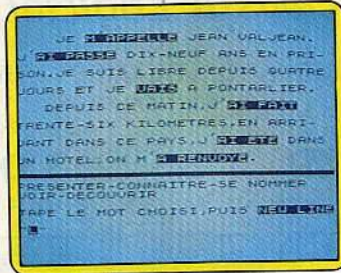 JE M'APPELLE JEAN VALJEAN.
J'AI PASSE DIX-NEUF ANS EN PRI-
SON.JE SUIS LIBRE DEPUIS QUATRE
JOURS ET JE VAIS A PONTARLIER.
DEPUIS CE MATIN,J'AI FAIT
TRENTE-SIX KILOMETRES.EN ARRI-
VANT DANS CE PAYS,J'AI ETE DANS
UN HOTEL;ON M'A RENVOYE.
PRESENTER-CONNAITRE-SE NOMMER
VOIR-DECOUVRIR
TAPE LE MOT CHOISI,PUIS NEW LINE
L